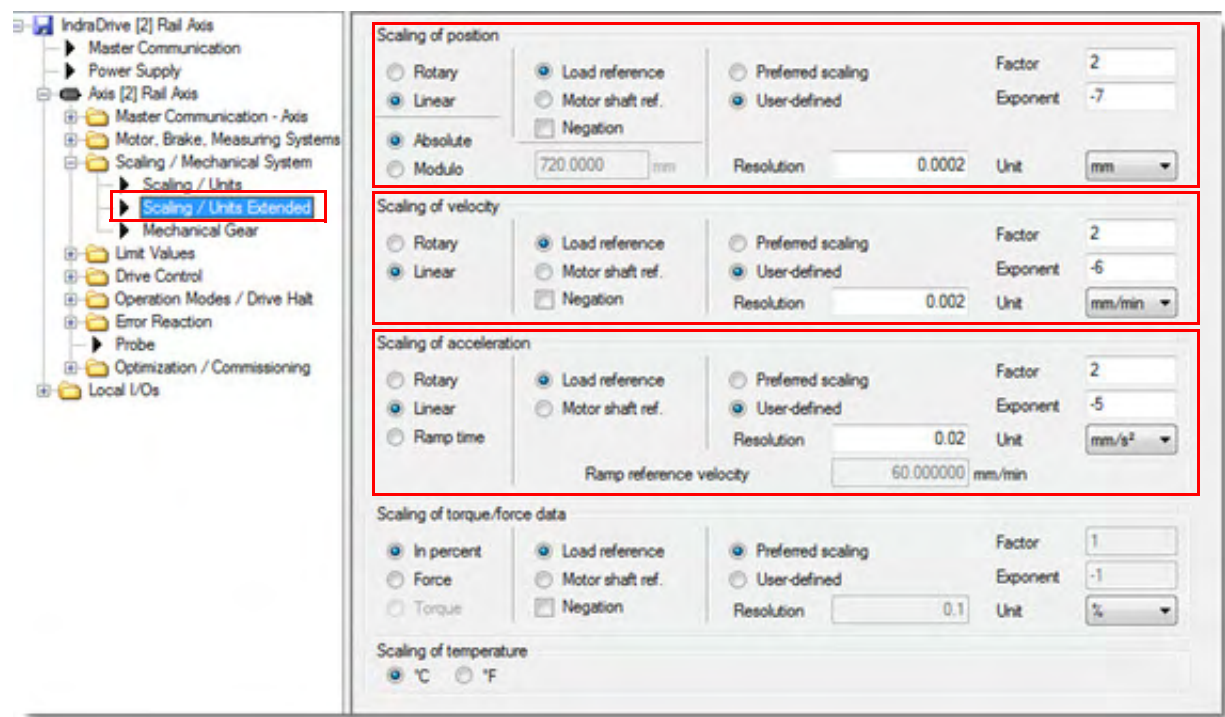 IndraDrive [2] Rail Axis
Master Communication
Power Supply
Axis [2] Rail Axis
Master Communication - Axis
Motor, Brake, Measuring Systems
Scaling / Mechanical System
Scaling / Units
Scaling / Units Extended
Mechanical Gear
Limit Values
Drive Control
Operation Modes / Drive Halt
Error Reaction
Probe
Optimization / Commissioning
Local I/Os
Scaling of position
Rotary Load reference Preferred scaling Factor 2
Linear Motor shaft ref. User-defined Exponent -7
Negation
Absolute
Modulo 720.0000 mm Resolution 0.0002 Unit mm
Scaling of velocity
Rotary Load reference Preferred scaling Factor 2
Linear Motor shaft ref. User-defined Exponent -6
Negation Resolution 0.002 Unit mm/min
Scaling of acceleration
Rotary Load reference Preferred scaling Factor 2
Linear Motor shaft ref. User-defined Exponent -5
Ramp time Resolution 0.02 Unit mm/s²
Ramp reference velocity 60.000000 mm/min
Scaling of torque/force data
In percent Load reference Preferred scaling Factor 1
Force Motor shaft ref. User-defined Exponent -1
Torque Negation Resolution 0.1 Unit %
Scaling of temperature
°C °F